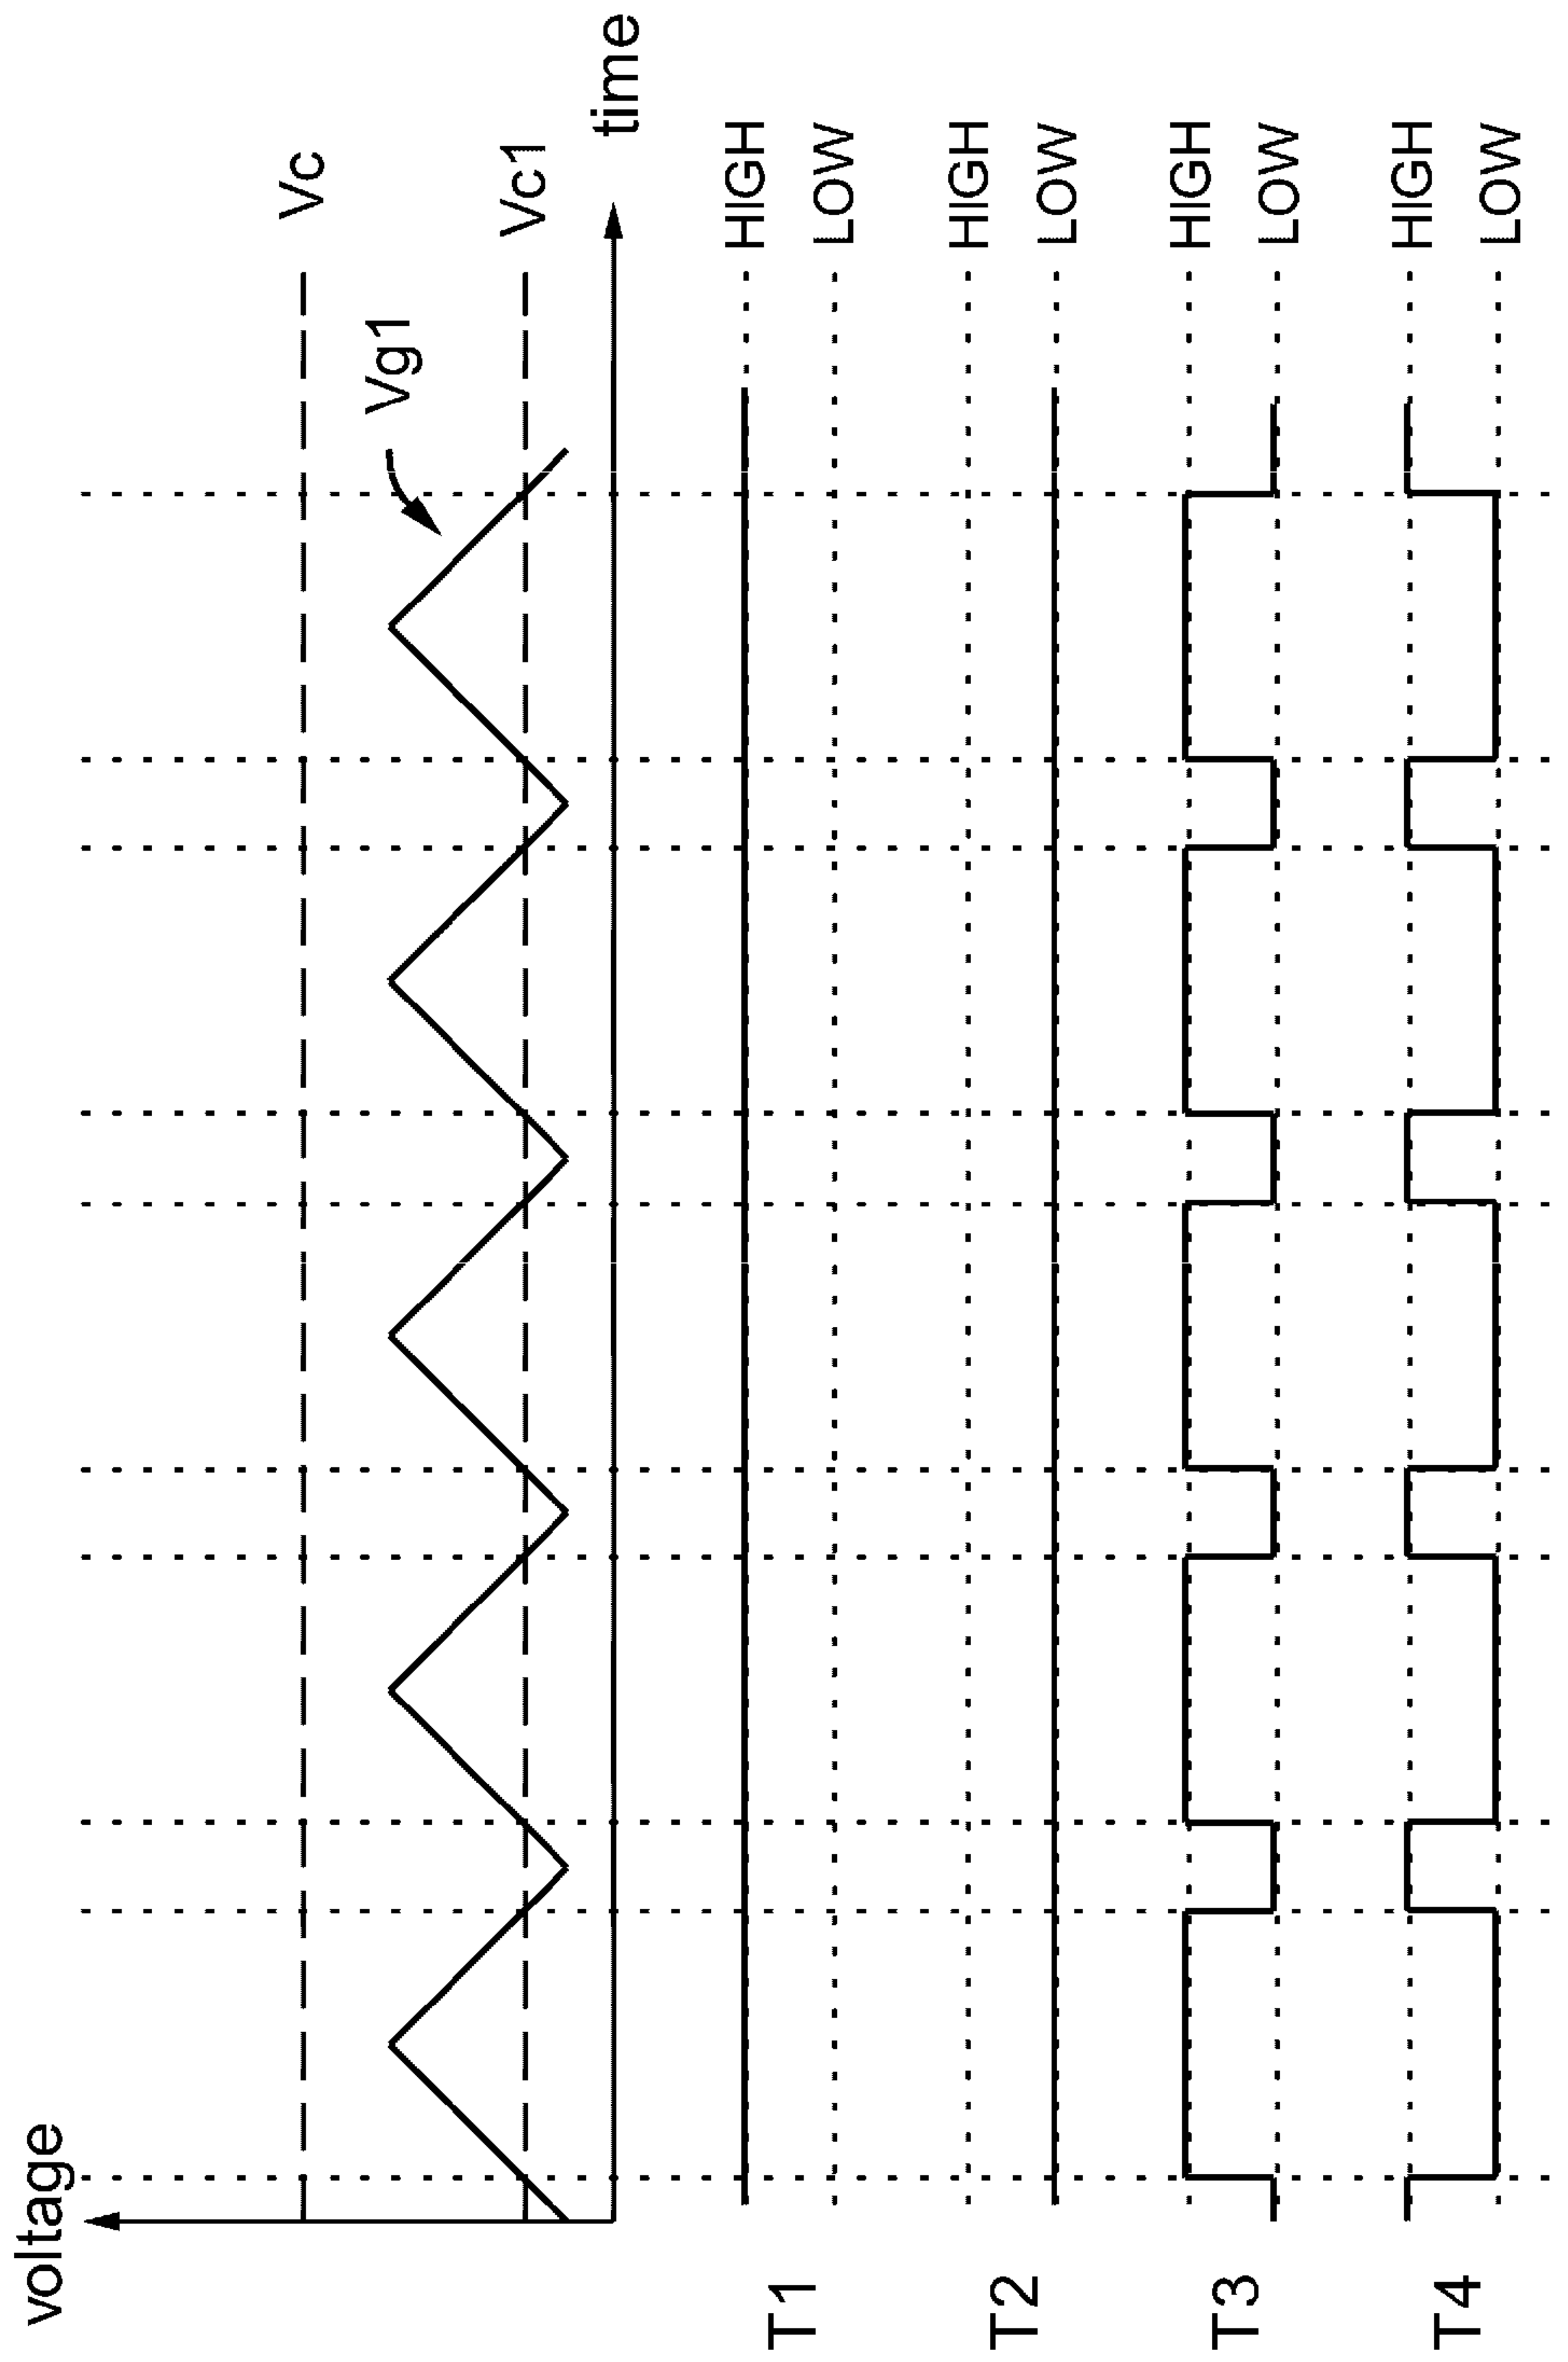 voltage
Vc
Vg1
Vc1
time
T1
HIGH
LOW
T2
HIGH
LOW
T3
HIGH
LOW
T4
HIGH
LOW